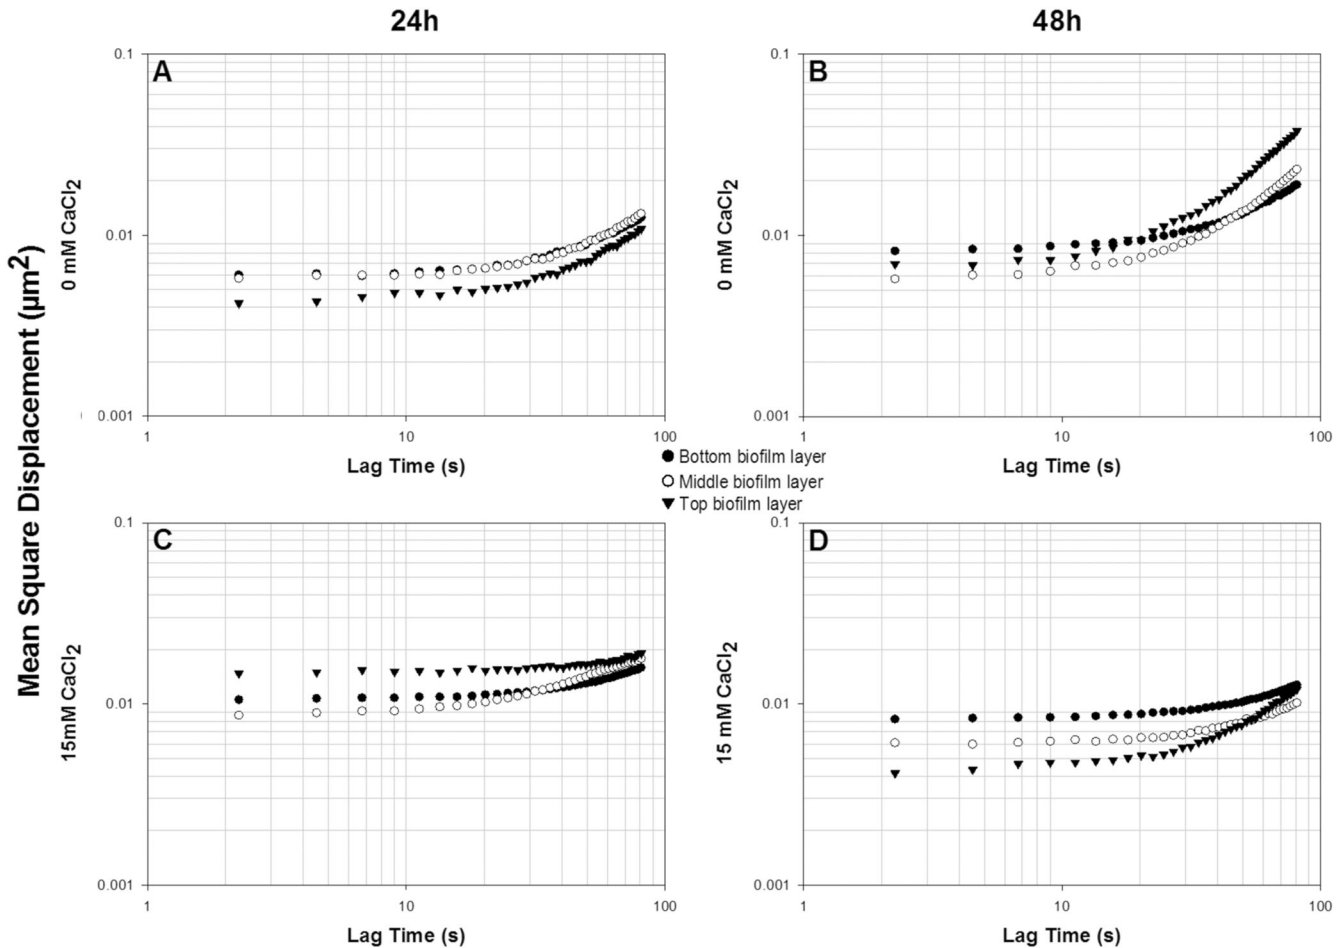 24h
48h
Mean Square Displacement (µm²)
A
0 mM CaCl₂
0.1
0.01
0.001
1
10
100
Lag Time (s)
B
0 mM CaCl₂
0.1
0.01
0.001
1
10
100
Lag Time (s)
Bottom biofilm layer
Middle biofilm layer
Top biofilm layer
C
15mM CaCl₂
0.1
0.01
0.001
1
10
100
Lag Time (s)
D
15 mM CaCl₂
0.1
0.01
0.001
1
10
100
Lag Time (s)